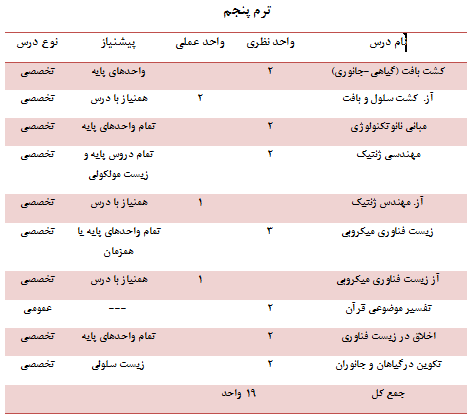 ترم پنجم
نام درس واحد نظری واحد عملی پیشنیاز نوع درس
کشت بافت (گیاهی-جانوری) ۲ واحدهای پایه تخصصی
آز. کشت سلول و بافت ۲ همنیاز با درس تخصصی
مبانی نانوتکنولوژی ۲ تمام واحدهای پایه تخصصی
مهندسی ژنتیک ۲ تمام دروس پایه و تخصصی
زیست مولکولی
آز. مهندس ژنتیک ۱ همنیاز با درس تخصصی
زیست فناوری میکروبی ۳ تمام واحدهای پایه یا تخصصی
همزمان
آز زیست فناوری میکروبی ۱ همنیاز با درس تخصصی
تفسیر موضوعی قرآن ۲ --- عمومی
اخلاق در زیست فناوری ۲ تمام واحدهای پایه تخصصی
تکوین درگیاهان و جانوران ۲ زیست سلولی تخصصی
جمع کل ۱۹ واحد